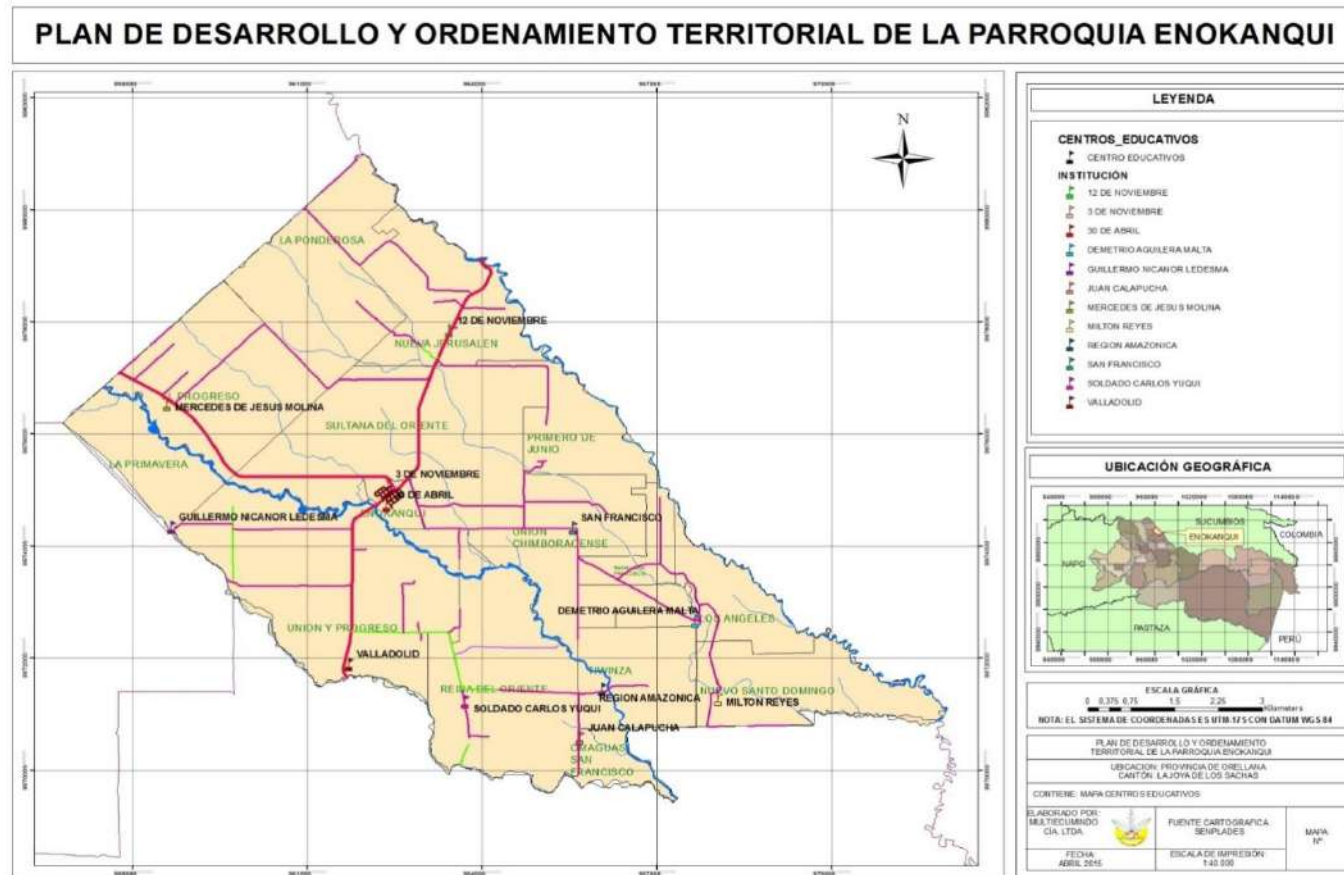 PLAN DE DESARROLLO Y ORDENAMIENTO TERRITORIAL DE LA PARROQUIA ENOKANQUI
N
LA PONDEROSA
12 DE NOVIEMBRE
NUEVA JERUSALEN
PROGRESO
MERCEDES DE JESUS MOLINA
SULTANA DEL ORIENTE
PRIMERO DE
JUNIO
LA PRIMAVERA
3 DE NOVIEMBRE
DE ABRIL
ENOKANQUI
GUILLERMO NICANOR LEDESMA
SAN FRANCISCO
UNION
CHIMBORACENSE
DEMETRIO AGUILERA MALTA
LOS ANGELES
UNION Y PROGRESO
VALLADOLID
TIWINZA
REINA DEL ORIENTE
REGION AMAZONICA
NUEVO SANTO DOMINGO
MILTON REYES
SOLDADO CARLOS YUQUI
JUAN CALAPUCHA
OMAGUAS
SAN
FRANCISCO
LEYENDA
CENTROS_EDUCATIVOS
CENTRO EDUCATIVOS
INSTITUCIÓN
12 DE NOVIEMBRE
3 DE NOVIEMBRE
30 DE ABRIL
DEMETRIO AGUILERA MALTA
GUILLERMO NICANOR LEDESMA
JUAN CALAPUCHA
MERCEDES DE JESUS MOLINA
MILTON REYES
REGION AMAZONICA
SAN FRANCISCO
SOLDADO CARLOS YUQUI
VALLADOLID
UBICACIÓN GEOGRÁFICA
SUCUMBIOS
ENOKANQUI
COLOMBIA
NAPO
PASTAZA
PERÚ
ESCALA GRÁFICA
0 0,375 0,75 1,5 2,25 3
Kilometers
NOTA: EL SISTEMA DE COORDENADAS ES UTM-17 S CON DATUM WGS 84
PLAN DE DESARROLLO Y ORDENAMIENTO
TERRITORIAL DE LA PARROQUIA ENOKANQUI
UBICACION: PROVINCIA DE ORELLANA
CANTÓN: LA JOYA DE LOS SACHAS
CONTIENE: MAPA CENTROS EDUCATIVOS
ELABORADO POR:
MULTIECUMINDO
CÍA. LTDA.
FUENTE CARTOGRAFICA
SENPLADES
MAPA
N°
FECHA:
ABRIL 2015
ESCALA DE IMPRESIÓN:
1:40.000